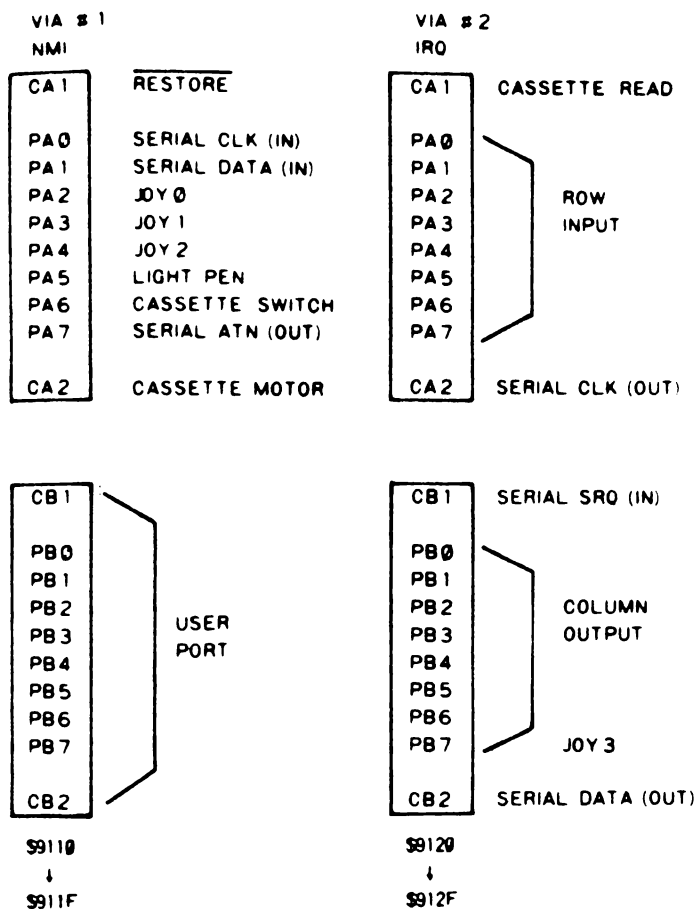 VIA # 1
NMI
CA1 RESTORE
PA0 SERIAL CLK (IN)
PA1 SERIAL DATA (IN)
PA2 JOY 0
PA3 JOY 1
PA4 JOY 2
PA5 LIGHT PEN
PA6 CASSETTE SWITCH
PA7 SERIAL ATN (OUT)
CA2 CASSETTE MOTOR
VIA # 2
IRQ
CA1 CASSETTE READ
PA0
PA1
PA2
PA3
PA4
PA5
PA6
PA7
ROW
INPUT
CA2 SERIAL CLK (OUT)
CB1
PB0
PB1
PB2
PB3
PB4
PB5
PB6
PB7
CB2
USER
PORT
$9110
↓
$911F
CB1 SERIAL SRQ (IN)
PB0
PB1
PB2
PB3
PB4
PB5
PB6
PB7 JOY 3
COLUMN
OUTPUT
CB2 SERIAL DATA (OUT)
$9120
↓
$912F